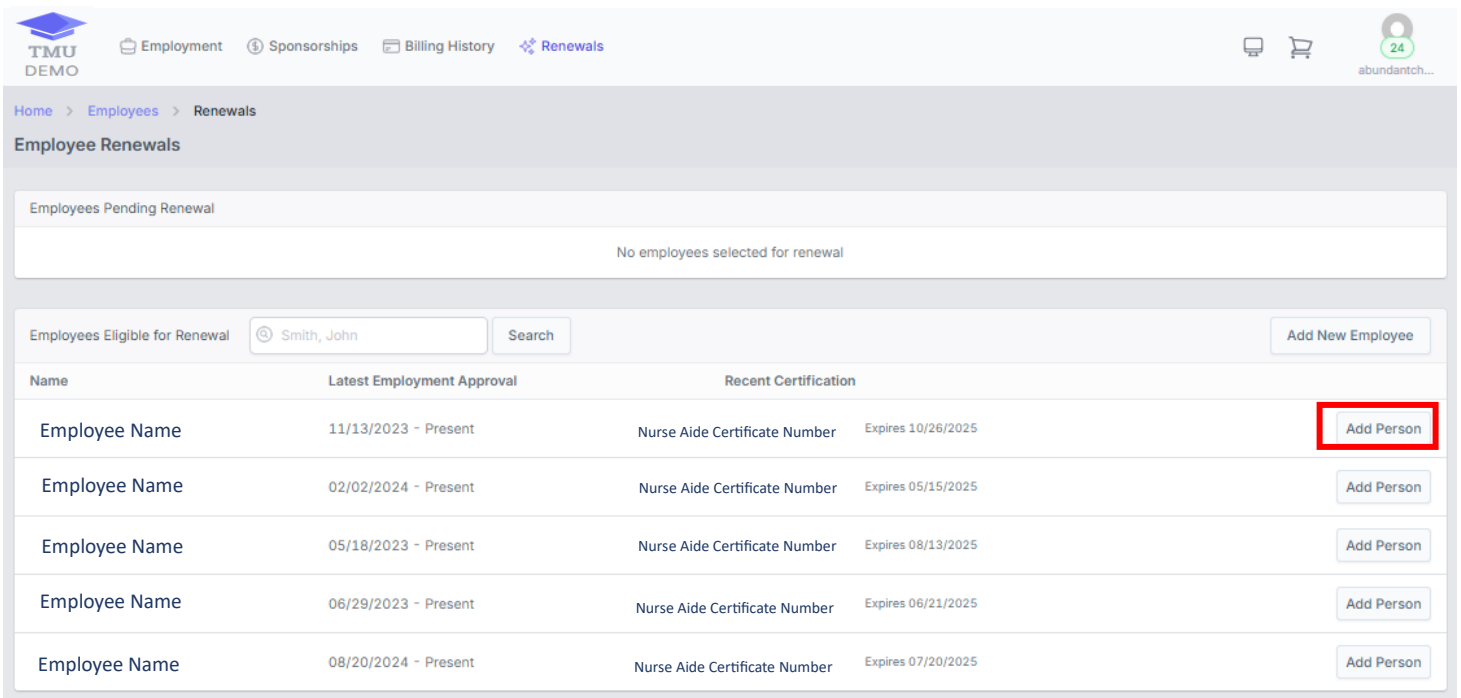 TMU
DEMO
Employment Sponsorships Billing History Renewals
24
abundantch...
Home > Employees > Renewals
Employee Renewals
Employees Pending Renewal
No employees selected for renewal
Employees Eligible for Renewal Smith, John Search Add New Employee
Name Latest Employment Approval Recent Certification
Employee Name 11/13/2023 - Present Nurse Aide Certificate Number Expires 10/26/2025 Add Person
Employee Name 02/02/2024 - Present Nurse Aide Certificate Number Expires 05/15/2025 Add Person
Employee Name 05/18/2023 - Present Nurse Aide Certificate Number Expires 08/13/2025 Add Person
Employee Name 06/29/2023 - Present Nurse Aide Certificate Number Expires 06/21/2025 Add Person
Employee Name 08/20/2024 - Present Nurse Aide Certificate Number Expires 07/20/2025 Add Person